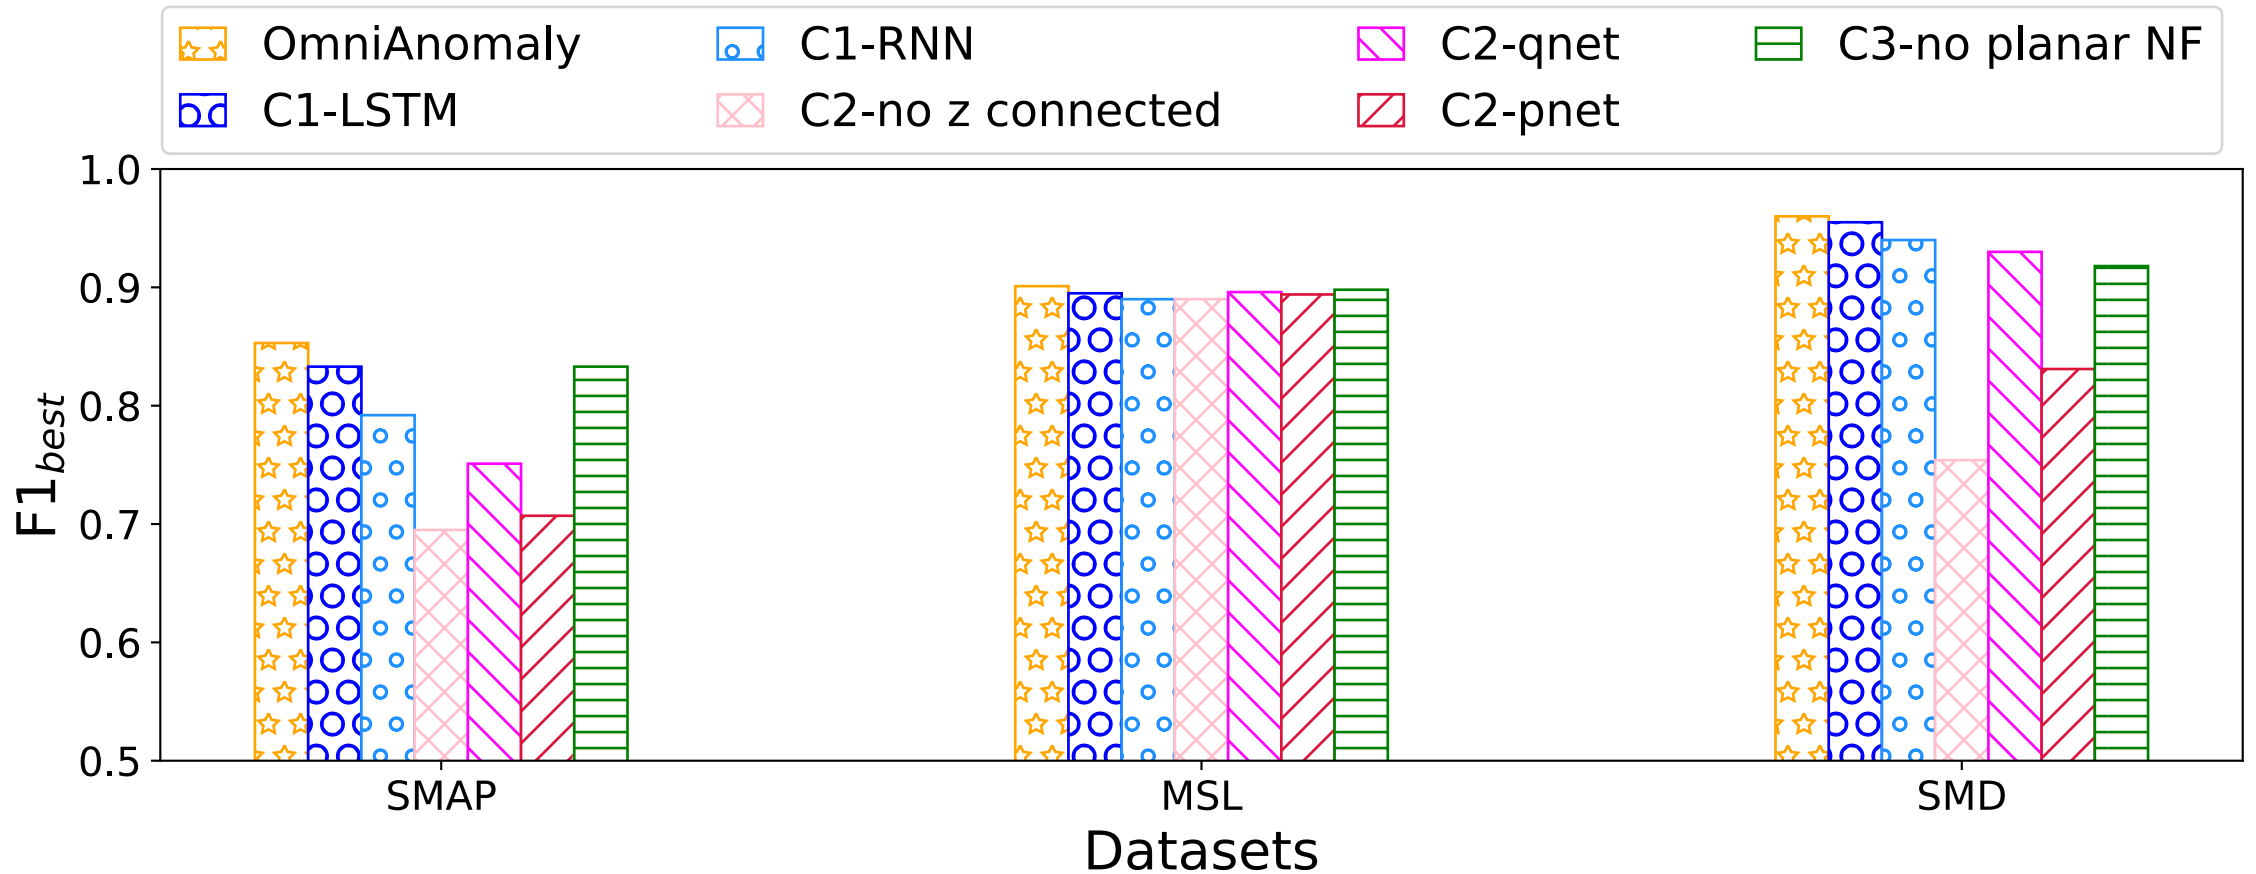 OmniAnomaly
C1-LSTM
C1-RNN
C2-no z connected
C2-qnet
C2-pnet
C3-no planar NF
F1best
1.0
0.9
0.8
0.7
0.6
0.5
SMAP
MSL
SMD
Datasets